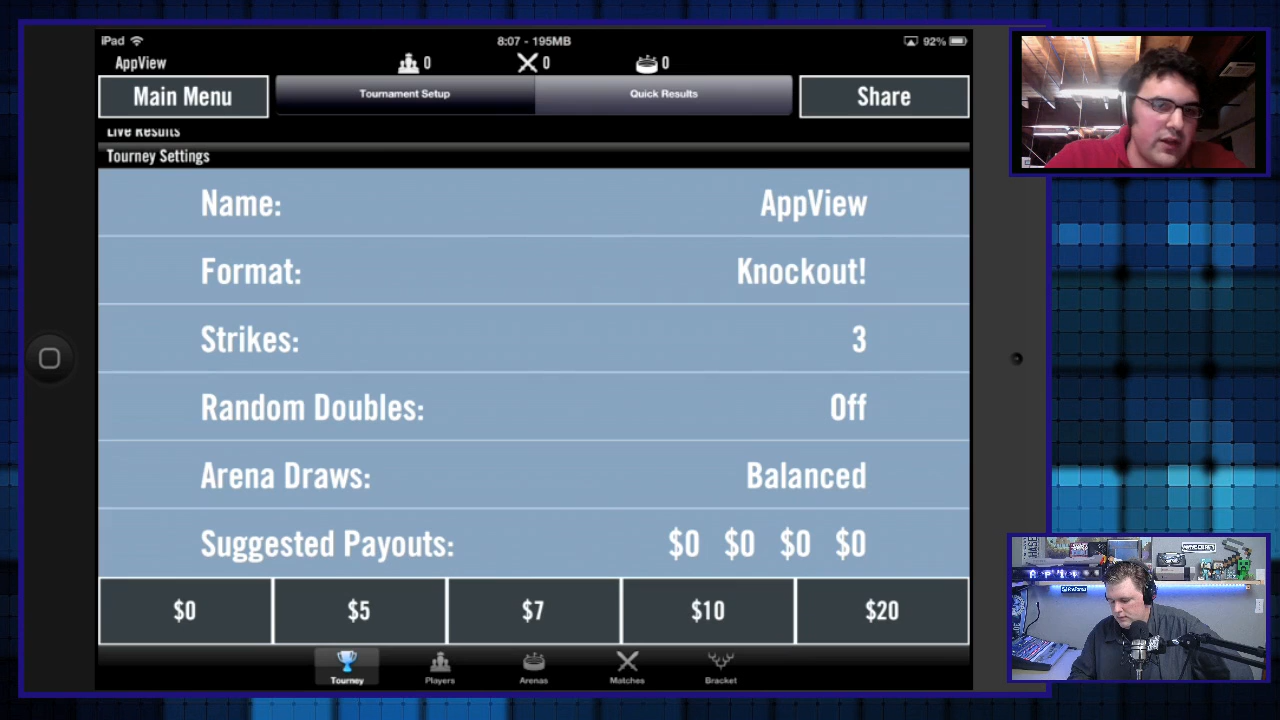 iPad 8:07 - 195MB 92%
AppView 0 0 0
Main Menu Tournament Setup Quick Results Share
Live Results
Tourney Settings
Name: AppView
Format: Knockout!
Strikes: 3
Random Doubles: Off
Arena Draws: Balanced
Suggested Payouts: $0 $0 $0 $0
$0 $5 $7 $10 $20
Tourney Players Arenas Matches Bracket
MINECRAFT